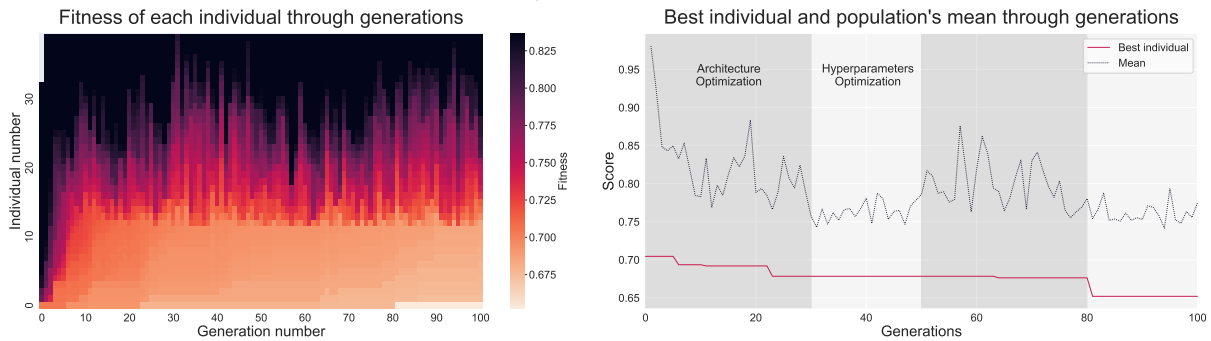 Fitness of each individual through generations
Individual number
0
10
20
30
0 10 20 30 40 50 60 70 80 90 100
Generation number
0.825
0.800
0.775
0.750
0.725
0.700
0.675
Fitness
Best individual and population's mean through generations
Score
0.95
0.90
0.85
0.80
0.75
0.70
0.65
Architecture
Optimization
Hyperparameters
Optimization
Best individual
Mean
0 20 40 60 80 100
Generations